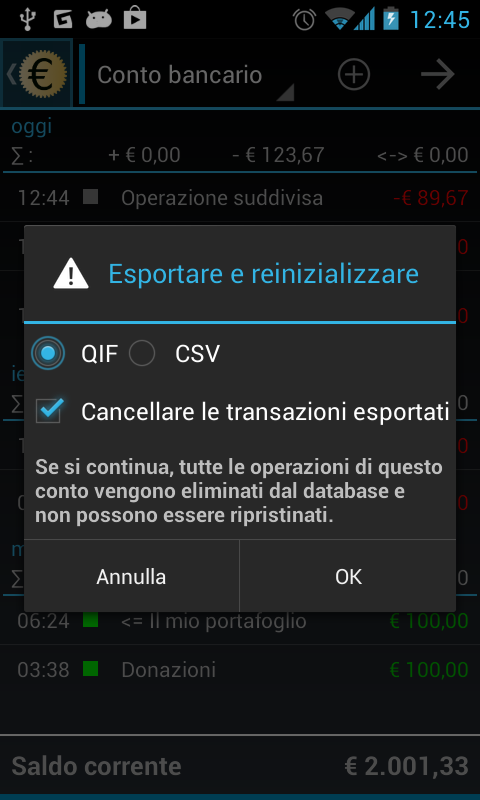 12:45
Conto bancario
oggi
∑ : + € 0,00 - € 123,67 <-> € 0,00
12:44 Operazione suddivisa -€ 89,67
Esportare e reinizializzare
QIF CSV
Cancellare le transazioni esportati
Se si continua, tutte le operazioni di questo
conto vengono eliminati dal database e
non possono essere ripristinati.
Annulla OK
06:24 <= Il mio portafoglio € 100,00
03:38 Donazioni € 100,00
Saldo corrente € 2.001,33